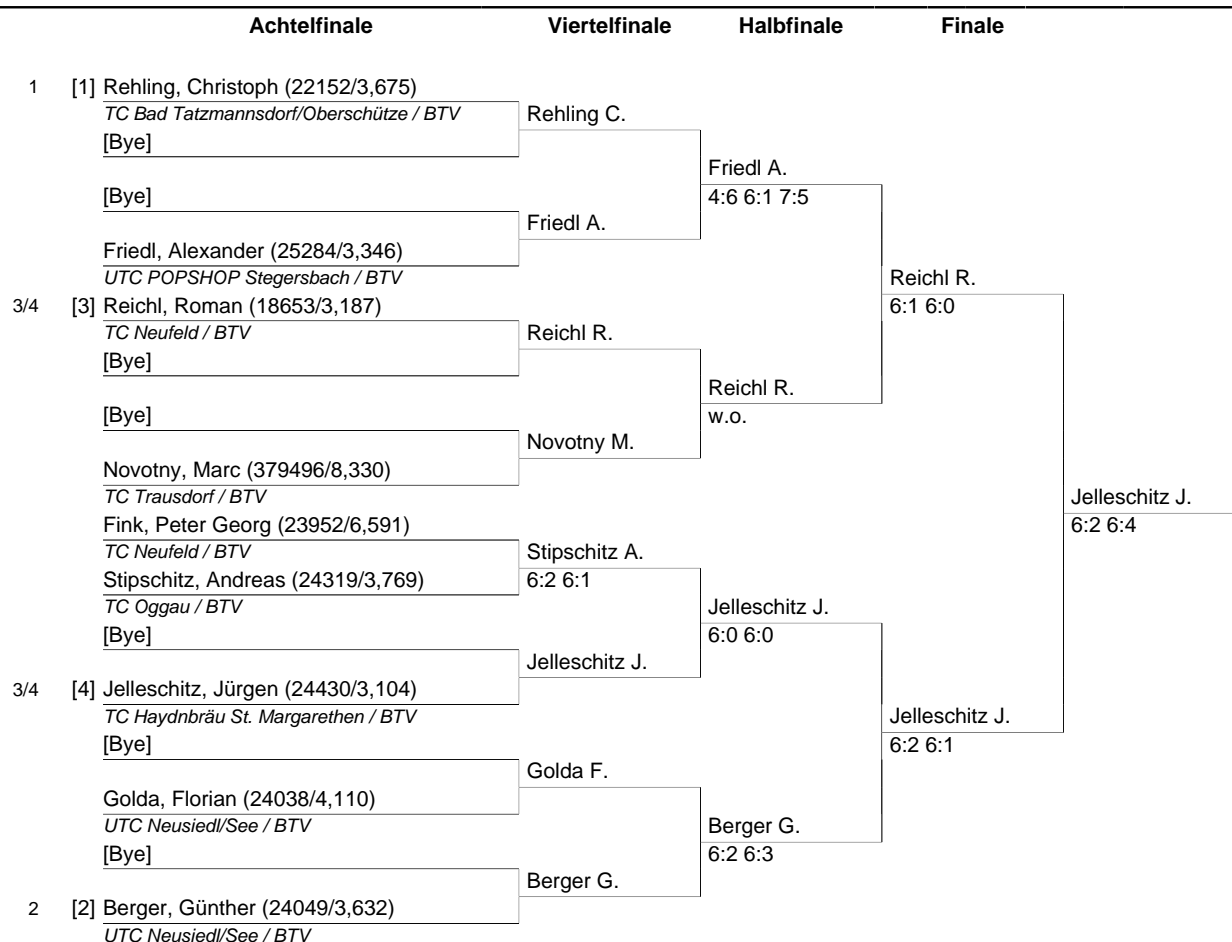 Achtelfinale Viertelfinale Halbfinale Finale
1 [1] Rehling, Christoph (22152/3,675)
TC Bad Tatzmannsdorf/Oberschütze / BTV Rehling C.
[Bye]
Friedl A.
[Bye] 4:6 6:1 7:5
Friedl A.
Friedl, Alexander (25284/3,346)
UTC POPSHOP Stegersbach / BTV Reichl R.
3/4 [3] Reichl, Roman (18653/3,187) 6:1 6:0
TC Neufeld / BTV Reichl R.
[Bye]
Reichl R.
[Bye] w.o.
Novotny M.
Novotny, Marc (379496/8,330)
TC Trausdorf / BTV Jelleschitz J.
Fink, Peter Georg (23952/6,591) 6:2 6:4
TC Neufeld / BTV Stipschitz A.
Stipschitz, Andreas (24319/3,769) 6:2 6:1
TC Oggau / BTV Jelleschitz J.
[Bye] 6:0 6:0
Jelleschitz J.
3/4 [4] Jelleschitz, Jürgen (24430/3,104)
TC Haydnbräu St. Margarethen / BTV Jelleschitz J.
[Bye] 6:2 6:1
Golda F.
Golda, Florian (24038/4,110)
UTC Neusiedl/See / BTV Berger G.
[Bye] 6:2 6:3
Berger G.
2 [2] Berger, Günther (24049/3,632)
UTC Neusiedl/See / BTV